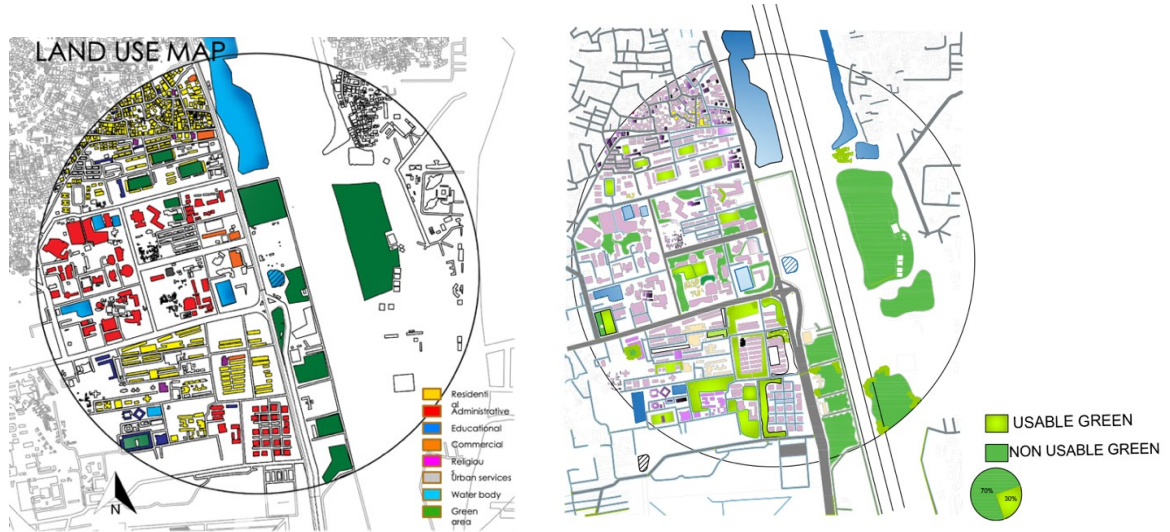 LAND USE MAP
Residenti
al
Administrative
Educational
Commercial
Religiou
s
Urban services
Water body
Green
area
N
USABLE GREEN
NON USABLE GREEN
70%
30%